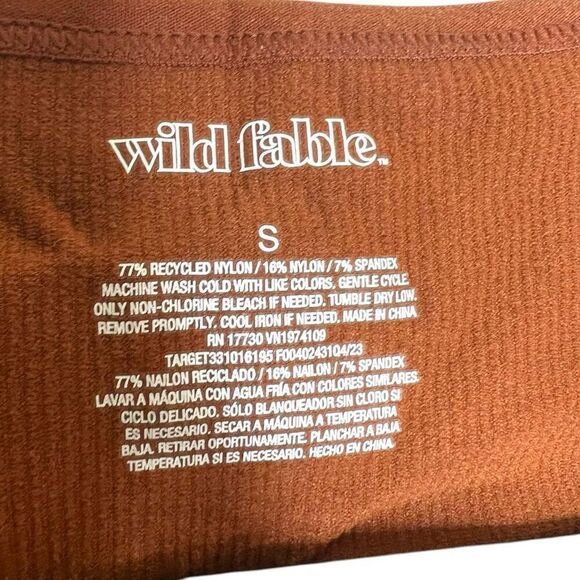 wild fable™
S
77% RECYCLED NYLON / 16% NYLON / 7% SPANDEX
MACHINE WASH COLD WITH LIKE COLORS, GENTLE CYCLE.
ONLY NON-CHLORINE BLEACH IF NEEDED. TUMBLE DRY LOW.
REMOVE PROMPTLY. COOL IRON IF NEEDED. MADE IN CHINA
RN 17730 VN1974109
TARGET331016195 F0040243104/23
77% NAILON RECICLADO / 16% NAILON / 7% SPANDEX
LAVAR A MÁQUINA CON AGUA FRÍA CON COLORES SIMILARES.
CICLO DELICADO. SÓLO BLANQUEADOR SIN CLORO SI
ES NECESARIO. SECAR A MÁQUINA A TEMPERATURA
BAJA. RETIRAR OPORTUNAMENTE. PLANCHAR A BAJA
TEMPERATURA SI ES NECESARIO. HECHO EN CHINA.